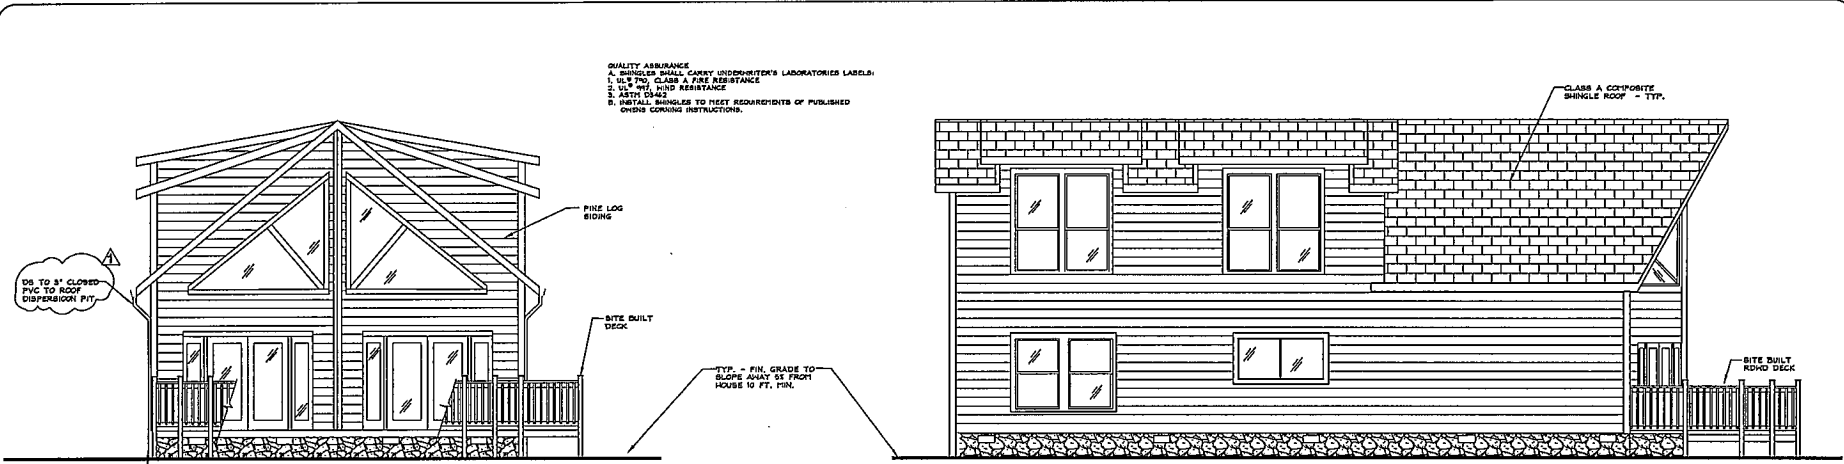 QUALITY ASSURANCE
A. SHINGLES SHALL CARRY UNDERWRITER'S LABORATORIES LABELS:
1. UL® 790, CLASS A FIRE RESISTANCE
2. UL® 997, WIND RESISTANCE
3. ASTM D3462
B. INSTALL SHINGLES TO MEET REQUIREMENTS OF PUBLISHED
OWENS CORNING INSTRUCTIONS.
CLASS A COMPOSITE
SHINGLE ROOF - TYP.
PINE LOG
SIDING
1
DS TO 3" CLOSED
PVC TO ROOF
DISPERSION PIT
SITE BUILT
DECK
TYP. - FIN. GRADE TO
SLOPE AWAY 5% FROM
HOUSE 10 FT. MIN.
SITE BUILT
RDWD DECK